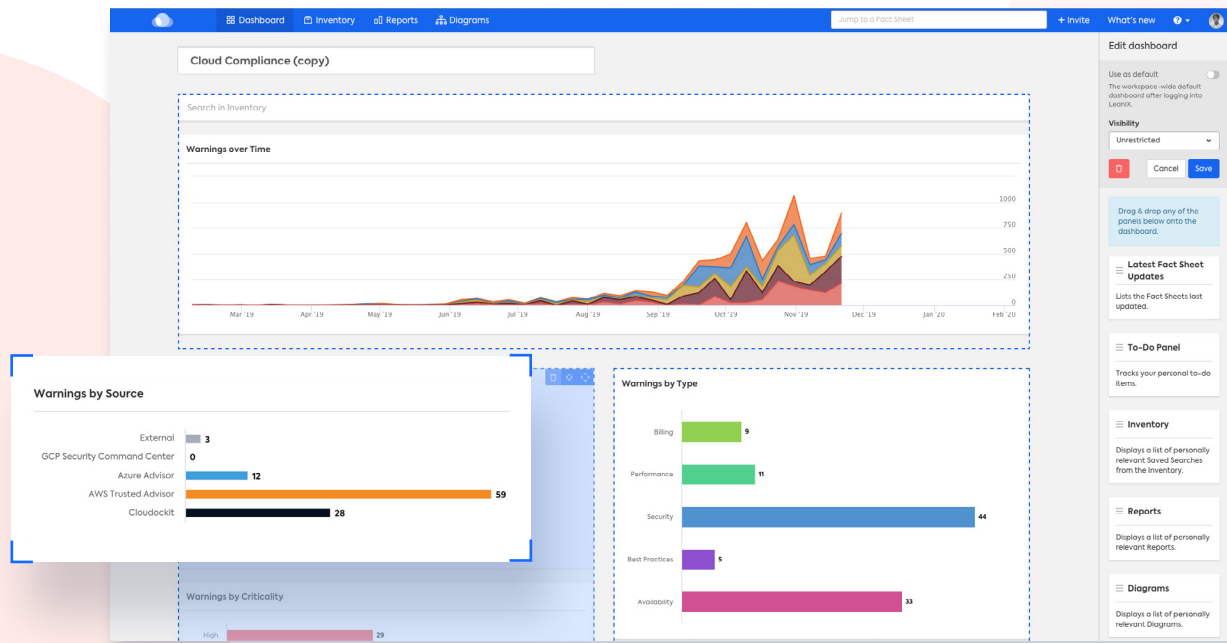 Dashboard Inventory Reports Diagrams Jump to a Fact Sheet + Invite What's new ?
Cloud Compliance (copy)
Search in Inventory
Warnings over Time
1000
750
500
250
0
Mar '19 Apr '19 May '19 Jun '19 Jul '19 Aug '19 Sep '19 Oct '19 Nov '19 Dec '19 Jan '20 Feb '20
Warnings by Source
External 3
GCP Security Command Center 0
Azure Advisor 12
AWS Trusted Advisor 59
Cloudockit 28
Warnings by Type
Billing 9
Performance 11
Security 44
Best Practices 5
Availability 33
Warnings by Criticality
High 29
Edit dashboard
Use as default
The workspace-wide default
dashboard after logging into
LeanIX.
Visibility
Unrestricted
Cancel Save
Drag & drop any of the
panels below onto the
dashboard.
Latest Fact Sheet
Updates
Lists the Fact Sheets last
updated.
To-Do Panel
Tracks your personal to-do
items.
Inventory
Displays a list of personally
relevant Saved Searches
from the Inventory.
Reports
Displays a list of personally
relevant Reports.
Diagrams
Displays a list of personally
relevant Diagrams.